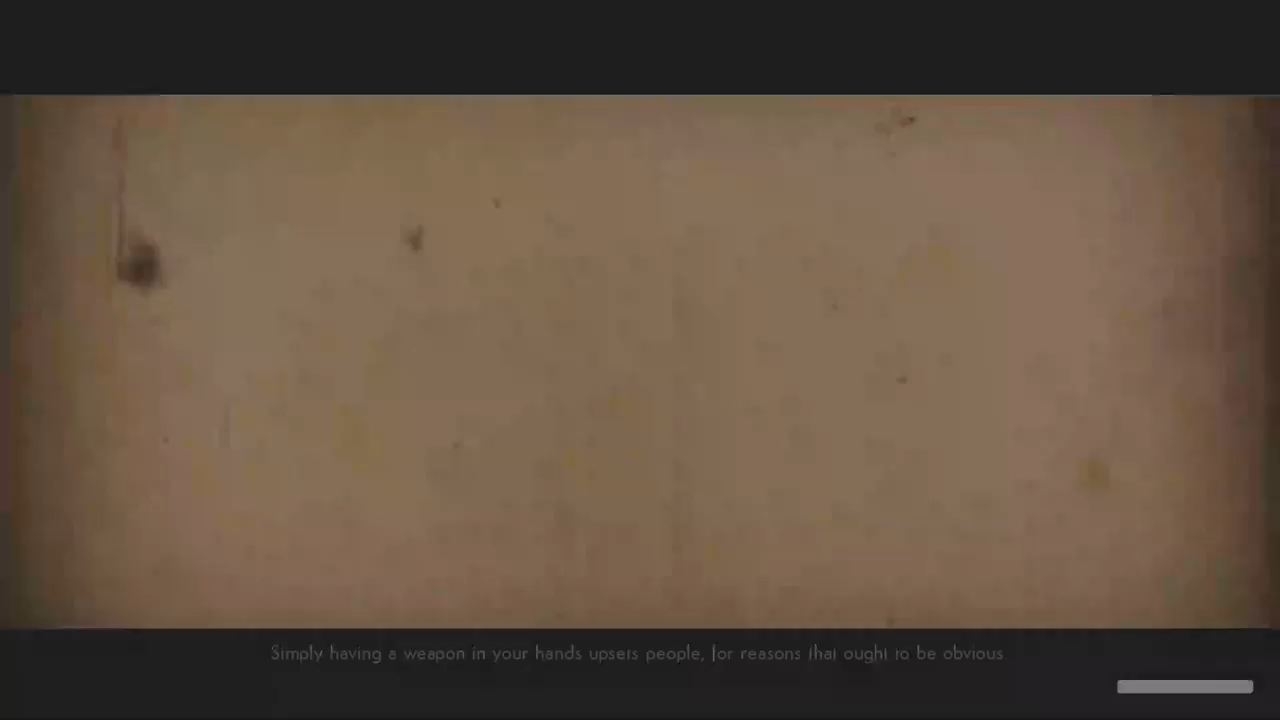 Simply having a weapon in your hands upsets people, for reasons that ought to be obvious.